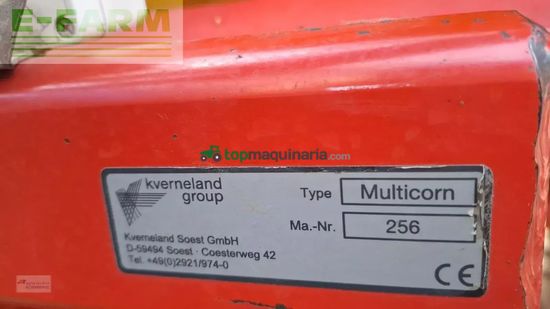 E-FARM
topmaquinaria.com
kverneland
group
Type Multicorn
Ma.-Nr. 256
Kverneland Soest GmbH
D-59494 Soest · Coesterweg 42
Tel. +49(0)2921/974-0
CE